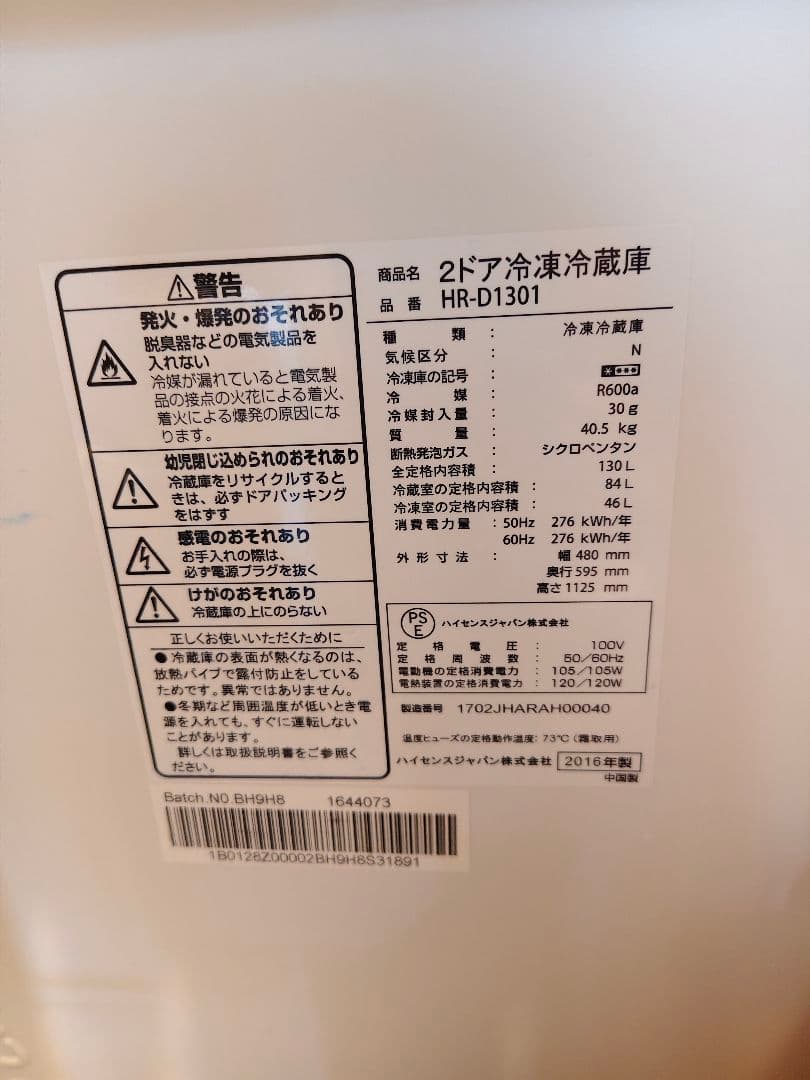 ⚠警告
発火・爆発のおそれあり
脱臭器などの電気製品を
入れない
冷媒が漏れていると電気製
品の接点の火花による着火、
着火による爆発の原因にな
ります。
幼児閉じ込められのおそれあり
冷蔵庫をリサイクルすると
きは、必ずドアパッキング
をはずす
感電のおそれあり
お手入れの際は、
必ず電源プラグを抜く
けがのおそれあり
冷蔵庫の上にのらない
正しくお使いいただくために
●冷蔵庫の表面が熱くなるのは、
放熱パイプで露付防止をしている
ためです。異常ではありません。
●冬期など周囲温度が低いとき電
源を入れても、すぐに運転しない
ことがあります。
詳しくは取扱説明書をご参照く
ださい。
商品名 2ドア冷凍冷蔵庫
品番 HR-D1301
種類 : 冷凍冷蔵庫
気候区分 : N
冷凍庫の記号 :
冷媒 : R600a
冷媒封入量 : 30 g
質量 : 40.5 kg
断熱発泡ガス : シクロペンタン
全定格内容積 : 130 L
冷蔵室の定格内容積 : 84 L
冷凍室の定格内容積 : 46 L
消費電力量 : 50Hz 276 kWh/年
60Hz 276 kWh/年
外形寸法 : 幅 480 mm
奥行 595 mm
高さ 1125 mm
PSE ハイセンスジャパン株式会社
定格電圧 : 100V
定格周波数 : 50/60Hz
電動機の定格消費電力 : 105/105W
電熱装置の定格消費電力 : 120/120W
製造番号 1702JHARAH00040
温度ヒューズの定格動作温度:73℃(霜取用)
ハイセンスジャパン株式会社 2016年製
中国製
Batch.NO.BH9H8 1644073
1B0128Z00002BH9H8S31891